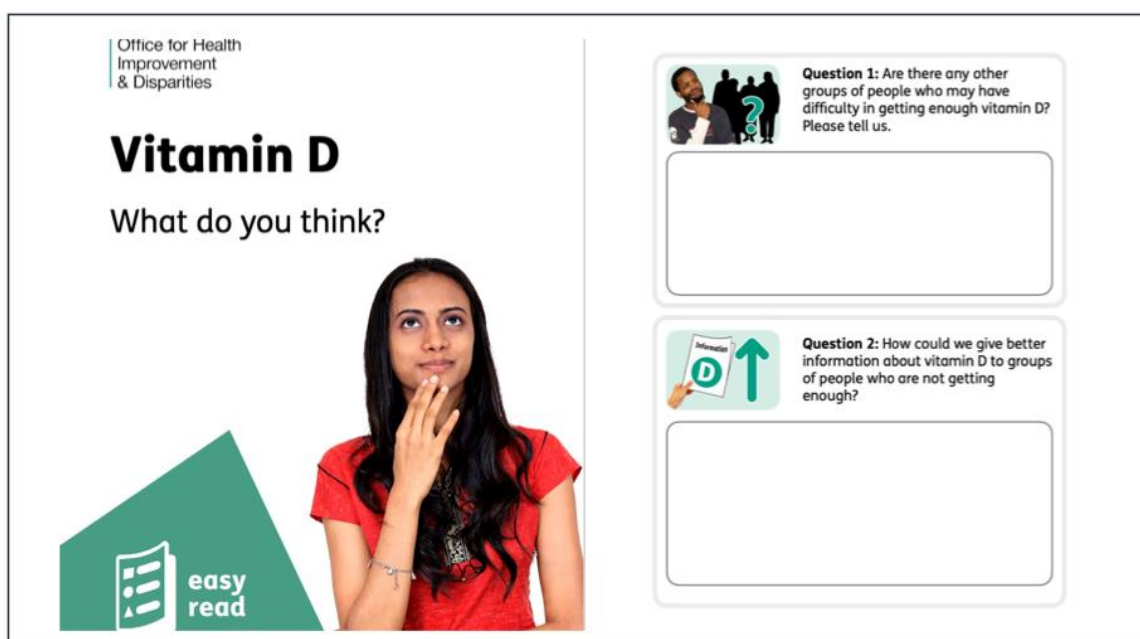 Office for Health
Improvement
& Disparities
Vitamin D
What do you think?
easy
read
Question 1: Are there any other
groups of people who may have
difficulty in getting enough vitamin D?
Please tell us.
?
Information
D
Question 2: How could we give better
information about vitamin D to groups
of people who are not getting
enough?